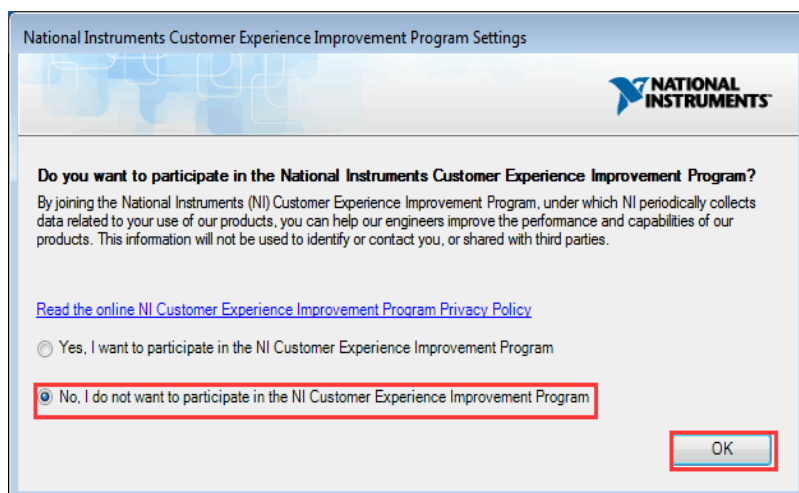 National Instruments Customer Experience Improvement Program Settings
NATIONAL
INSTRUMENTS™
Do you want to participate in the National Instruments Customer Experience Improvement Program?
By joining the National Instruments (NI) Customer Experience Improvement Program, under which NI periodically collects
data related to your use of our products, you can help our engineers improve the performance and capabilities of our
products. This information will not be used to identify or contact you, or shared with third parties.
Read the online NI Customer Experience Improvement Program Privacy Policy
Yes, I want to participate in the NI Customer Experience Improvement Program
No, I do not want to participate in the NI Customer Experience Improvement Program
OK